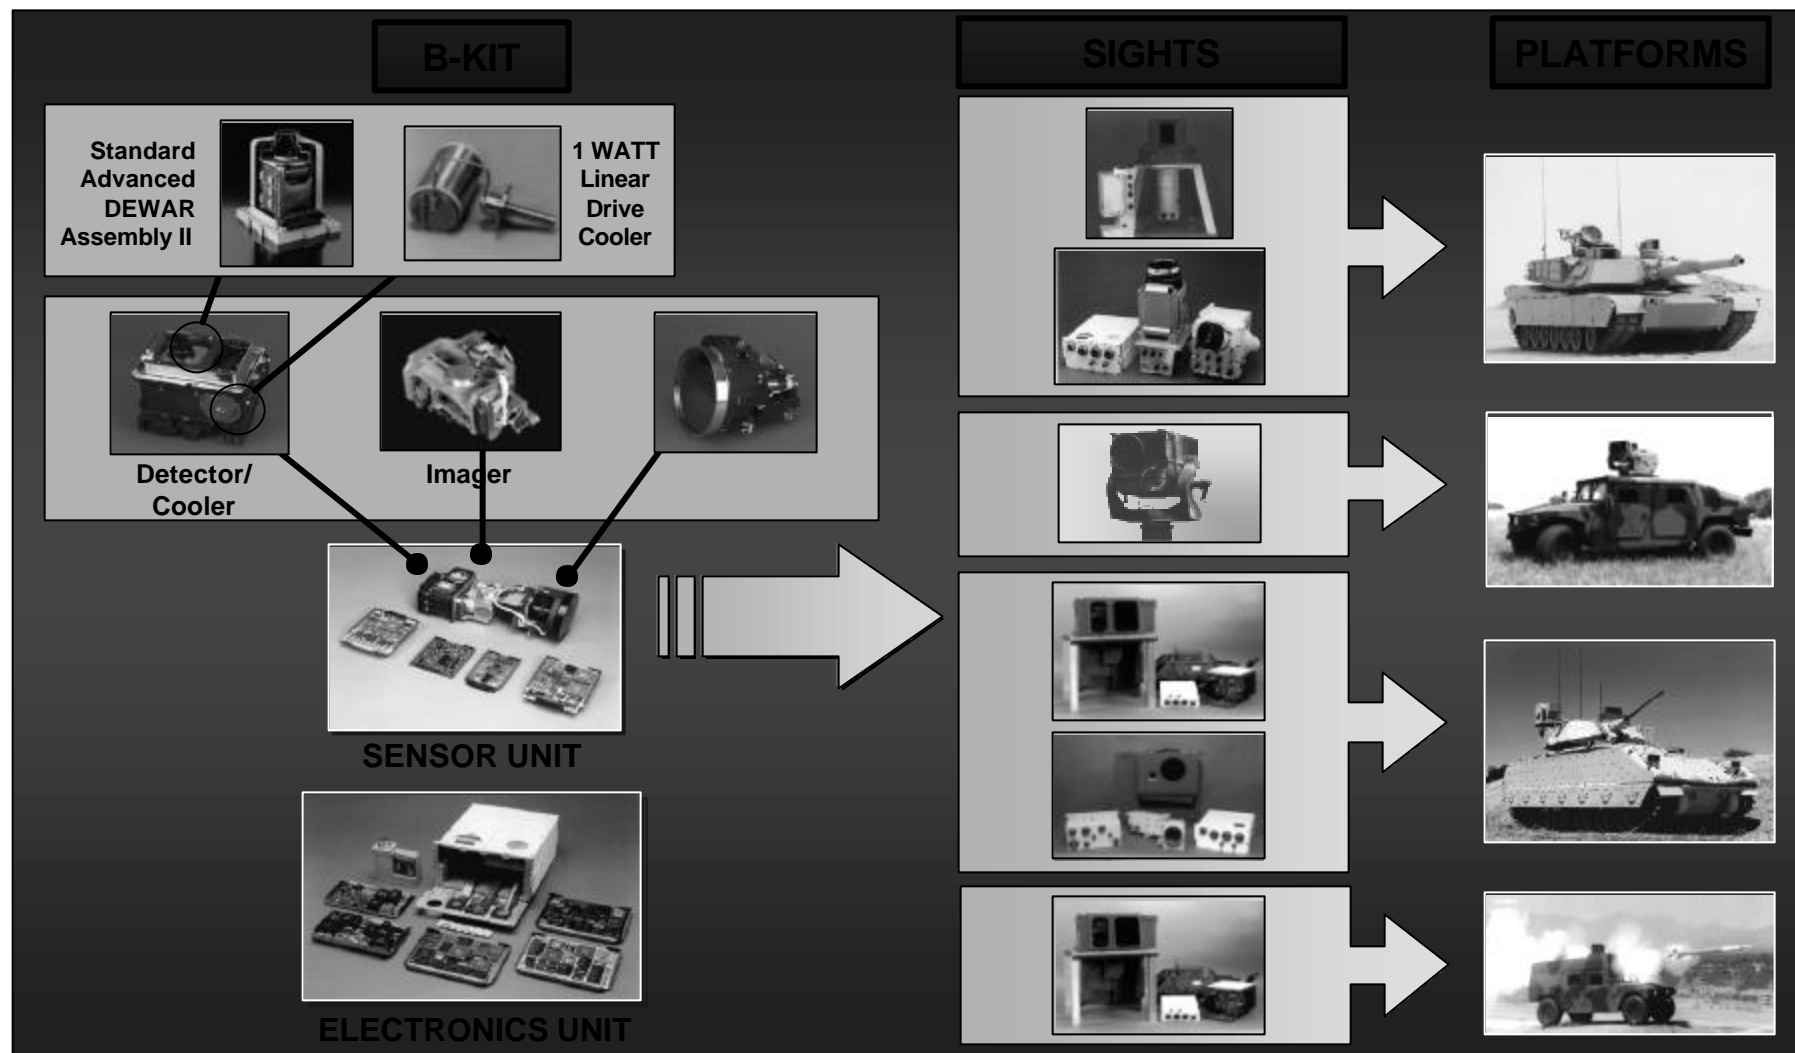 B-KIT
SIGHTS
PLATFORMS
Standard
Advanced
DEWAR
Assembly II
1 WATT
Linear
Drive
Cooler
Detector/
Cooler
Imager
SENSOR UNIT
ELECTRONICS UNIT